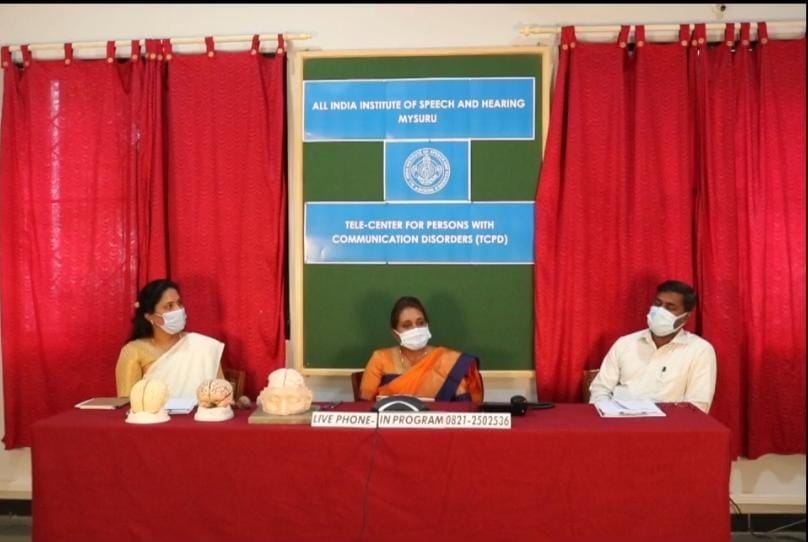 ALL INDIA INSTITUTE OF SPEECH AND HEARING
MYSURU
TELE-CENTER FOR PERSONS WITH
COMMUNICATION DISORDERS (TCPD)
LIVE PHONE- IN PROGRAM 0821-2502536